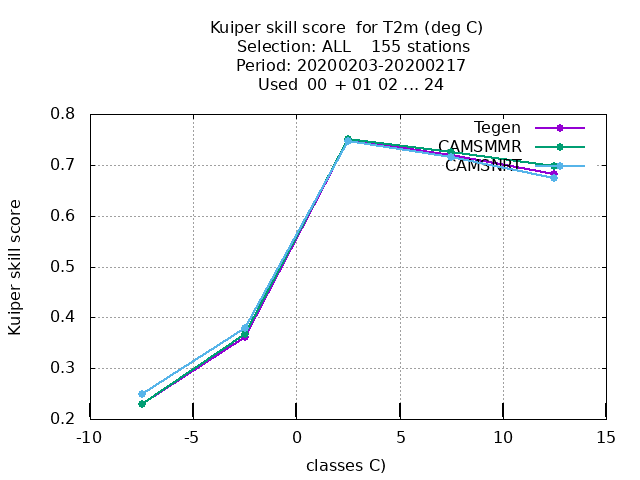 Kuiper skill score  for T2m (deg C)
Selection: ALL    155 stations
Period: 20200203-20200217
Used  00  + 01 02 ... 24
0.8
0.7
0.6
0.5
0.4
0.3
0.2
Kuiper skill score
Tegen
CAMSMMR
CAMSNRT
-10
-5
0
5
10
15
classes C)